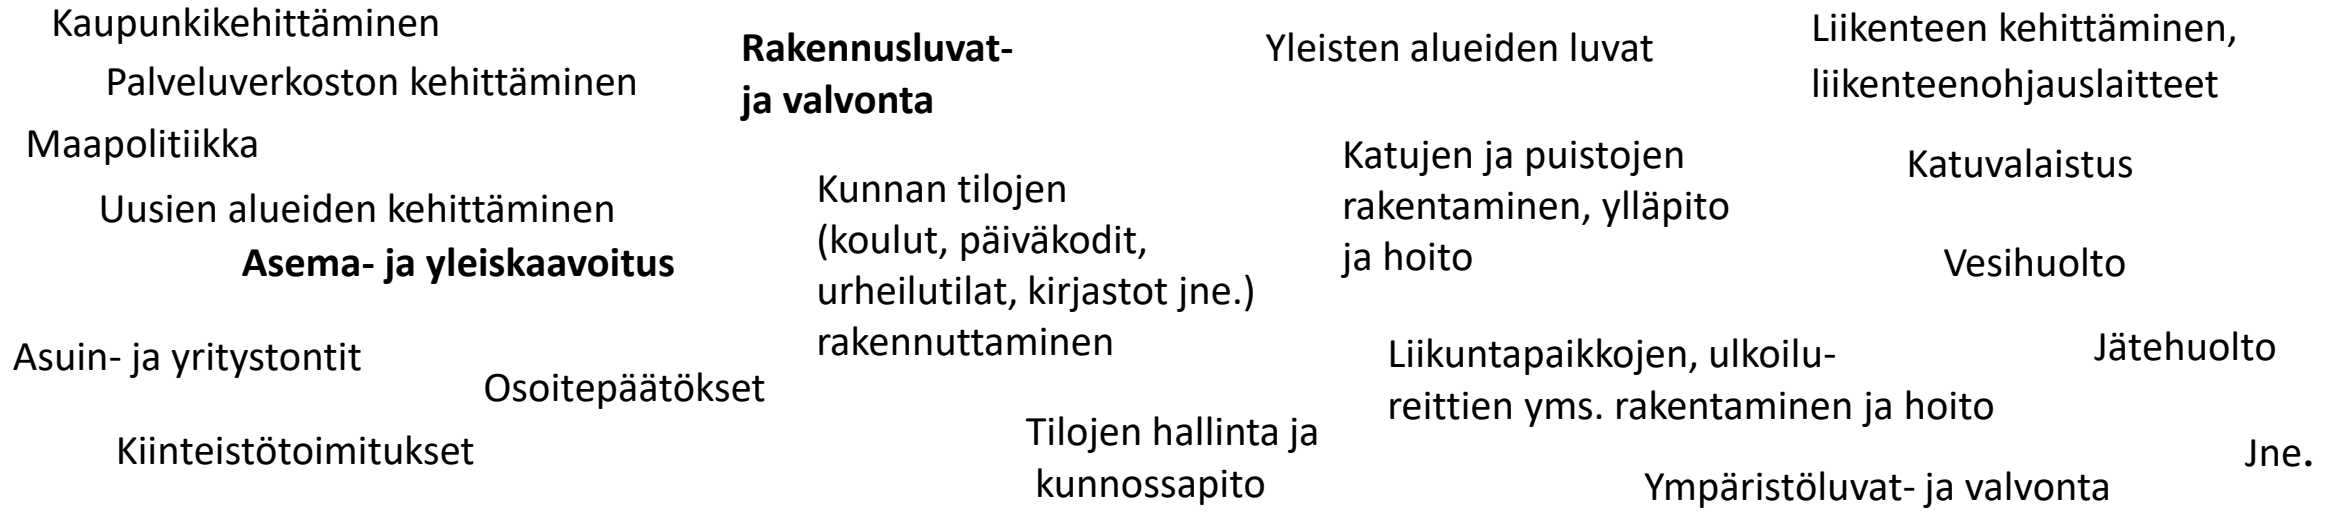 Kaupunkikehittäminen
Palveluverkoston kehittäminen
Maapolitiikka
Uusien alueiden kehittäminen
Asema- ja yleiskaavoitus
Asuin- ja yritystontit
Osoitepäätökset
Kiinteistötoimitukset
Rakennusluvat-
ja valvonta
Kunnan tilojen
(koulut, päiväkodit,
urheilutilat, kirjastot jne.)
rakennuttaminen
Tilojen hallinta ja
kunnossapito
Yleisten alueiden luvat
Katujen ja puistojen
rakentaminen, ylläpito
ja hoito
Liikuntapaikkojen, ulkoilu-
reittien yms. rakentaminen ja hoito
Ympäristöluvat- ja valvonta
Liikenteen kehittäminen,
liikenteenohjauslaitteet
Katuvalaistus
Vesihuolto
Jätehuolto
Jne.